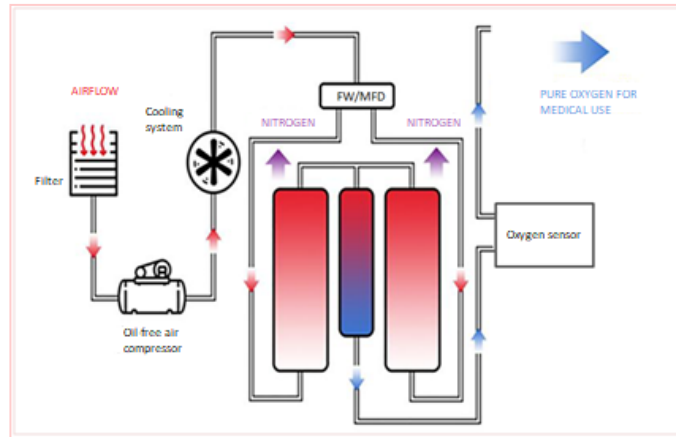 AIRFLOW
Cooling
system
FW/MFD
PURE OXYGEN FOR
MEDICAL USE
NITROGEN
NITROGEN
Filter
Oxygen sensor
Oil free air
compressor